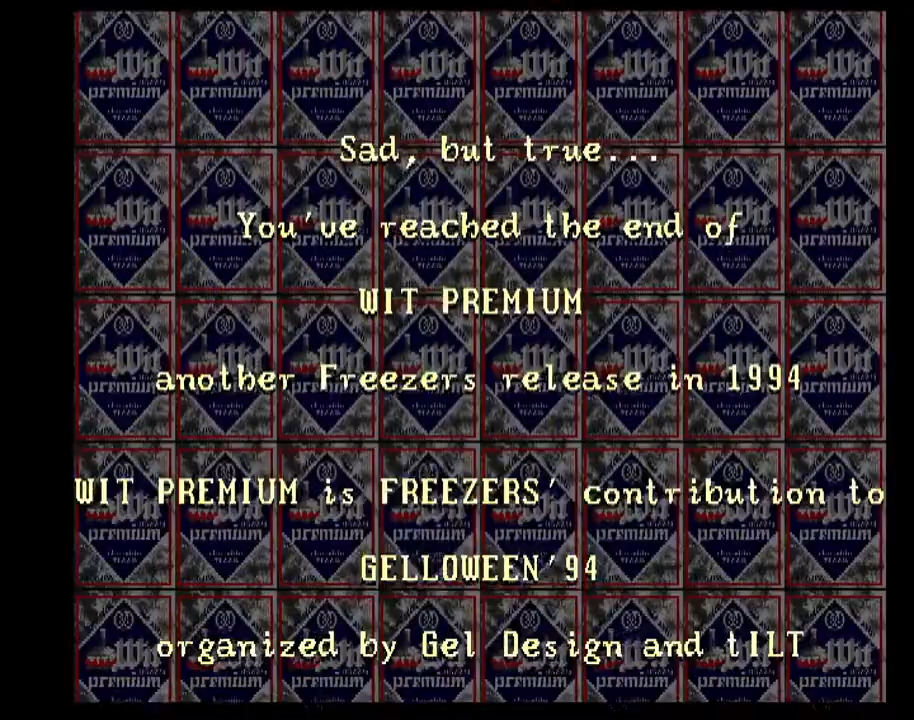 Sad, but true...
You've reached the end of
WIT PREMIUM
another Freezers release in 1994
WIT PREMIUM is FREEZERS' contribution to
GELLOWEEN'94
organized by Gel Design and tILT